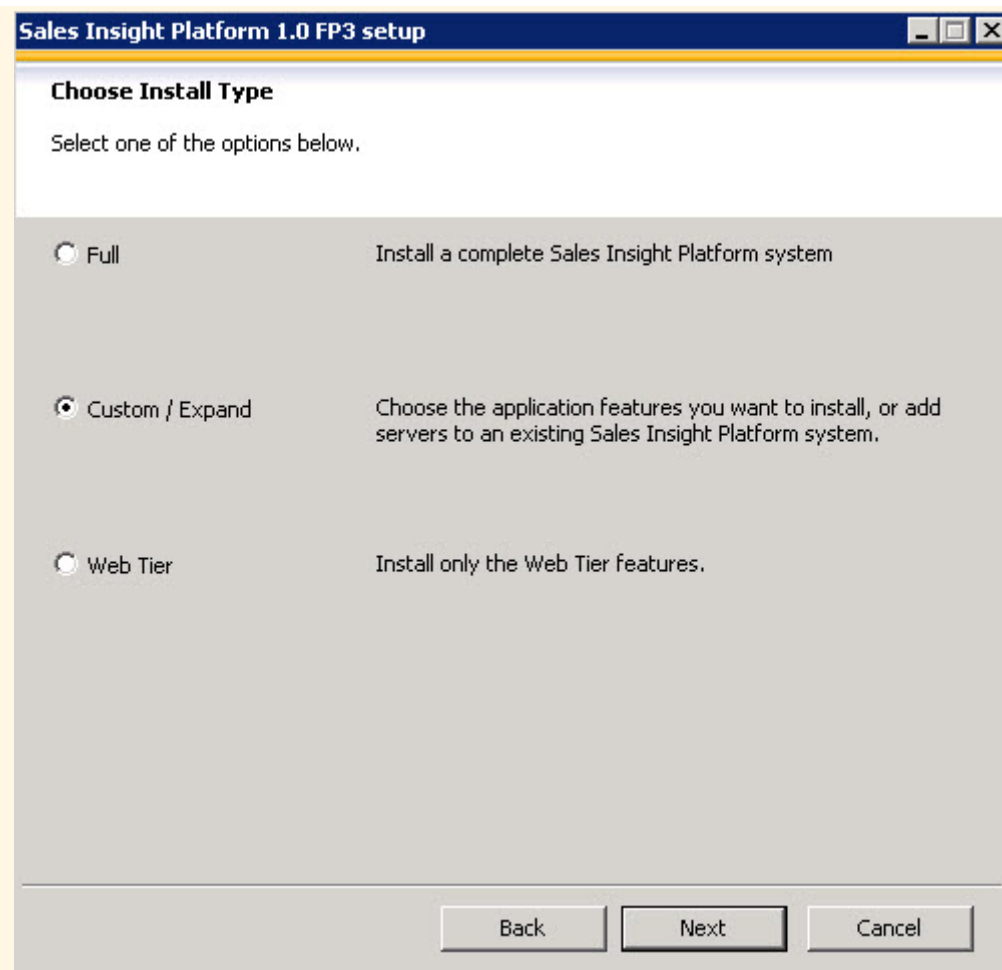 Sales Insight Platform 1.0 FP3 setup
Choose Install Type
Select one of the options below.
Full
Install a complete Sales Insight Platform system
Custom / Expand
Choose the application features you want to install, or add
servers to an existing Sales Insight Platform system.
Web Tier
Install only the Web Tier features.
Back
Next
Cancel